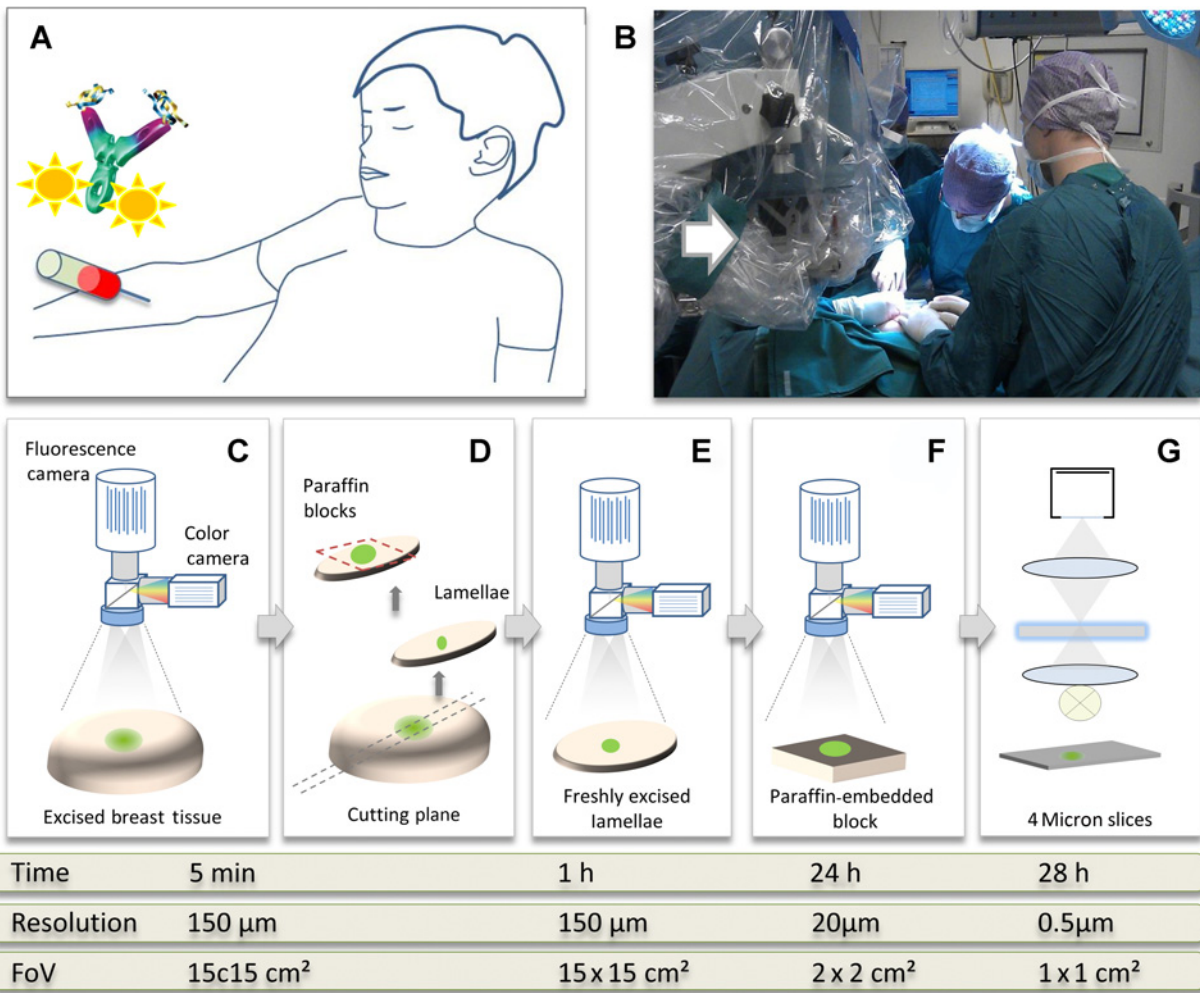 A
B
Fluorescence
camera
C
Color
camera
Excised breast tissue
D
Paraffin
blocks
Lamellae
Cutting plane
E
Freshly excised
lamellae
F
Paraffin-embedded
block
G
4 Micron slices
Time 5 min 1 h 24 h 28 h
Resolution 150 µm 150 µm 20µm 0.5µm
FoV 15c15 cm² 15 x 15 cm² 2 x 2 cm² 1 x 1 cm²